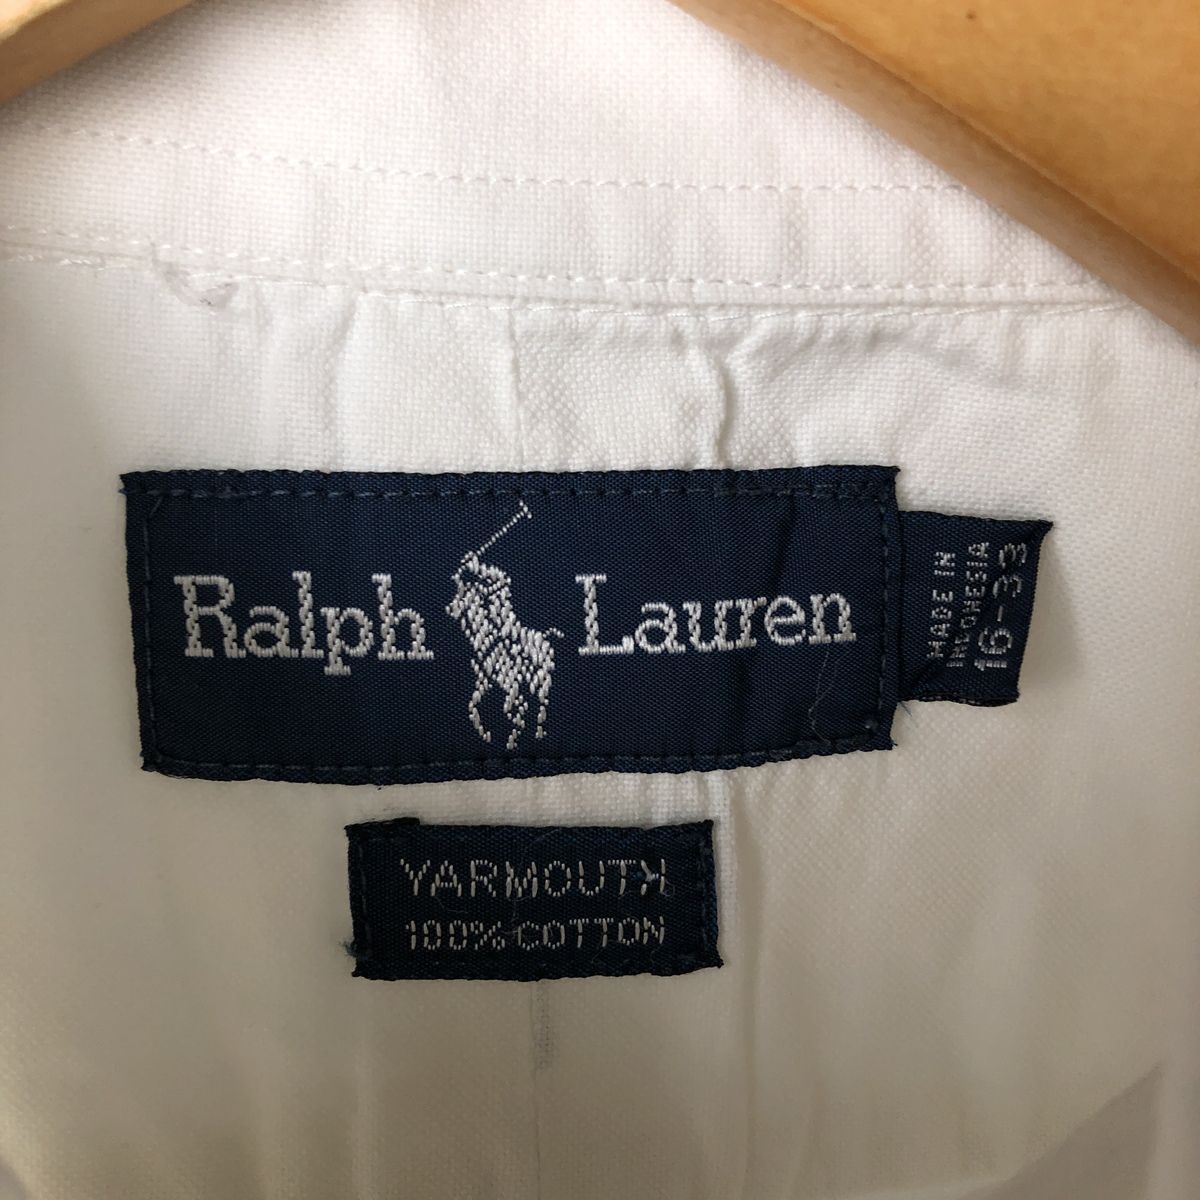 Ralph Lauren
MADE IN
INDONESIA
16-33
YARMOUTH
100% COTTON